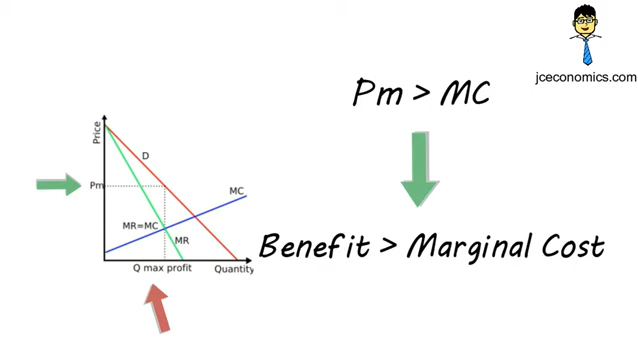 jceconomics.com
Pm > MC
Benefit > Marginal Cost
Price
D
Pm
MC
MR=MC
MR
Q max profit
Quantity